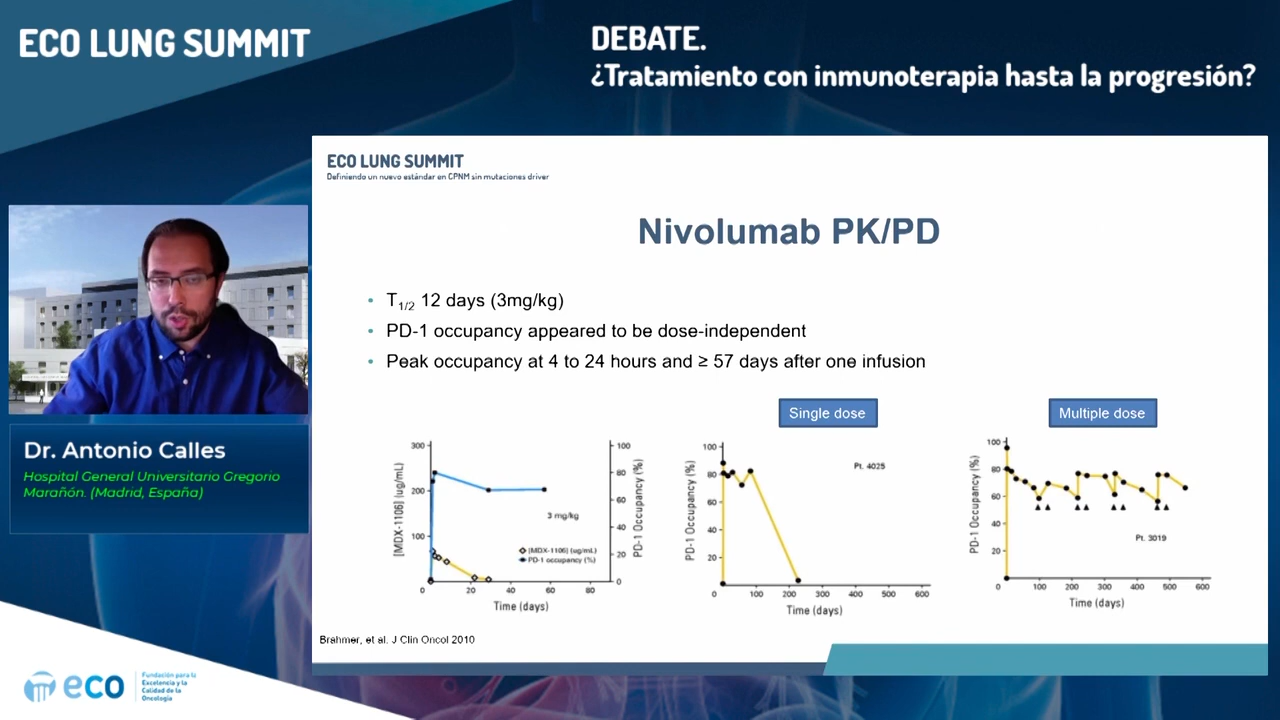 ECO LUNG SUMMIT
DEBATE.
¿Tratamiento con inmunoterapia hasta la progresión?
ECO LUNG SUMMIT
Definiendo un nuevo estándar en CPNM sin mutaciones driver
Nivolumab PK/PD
• T1/2 12 days (3mg/kg)
• PD-1 occupancy appeared to be dose-independent
• Peak occupancy at 4 to 24 hours and ≥ 57 days after one infusion
Single dose
Multiple dose
[MDX-1106] (ug/mL)
300
200
100
0
100
80
60
40
20
0
PD-1 Occupancy (%)
3 mg/kg
[MDX-1106] (ug/mL)
PD-1 occupancy (%)
0 20 40 60 80
Time (days)
PD-1 Occupancy (%)
100
80
60
40
20
Pt. 4025
0 100 200 300 400 500 600
Time (days)
PD-1 Occupancy (%)
100
80
60
40
20
Pt. 3019
0 100 200 300 400 500 600
Time (days)
Brahmer, et al. J Clin Oncol 2010
Dr. Antonio Calles
Hospital General Universitario Gregorio
Marañón. (Madrid, España)
eco
Fundación para la
Excelencia y la
Calidad de la
Oncología